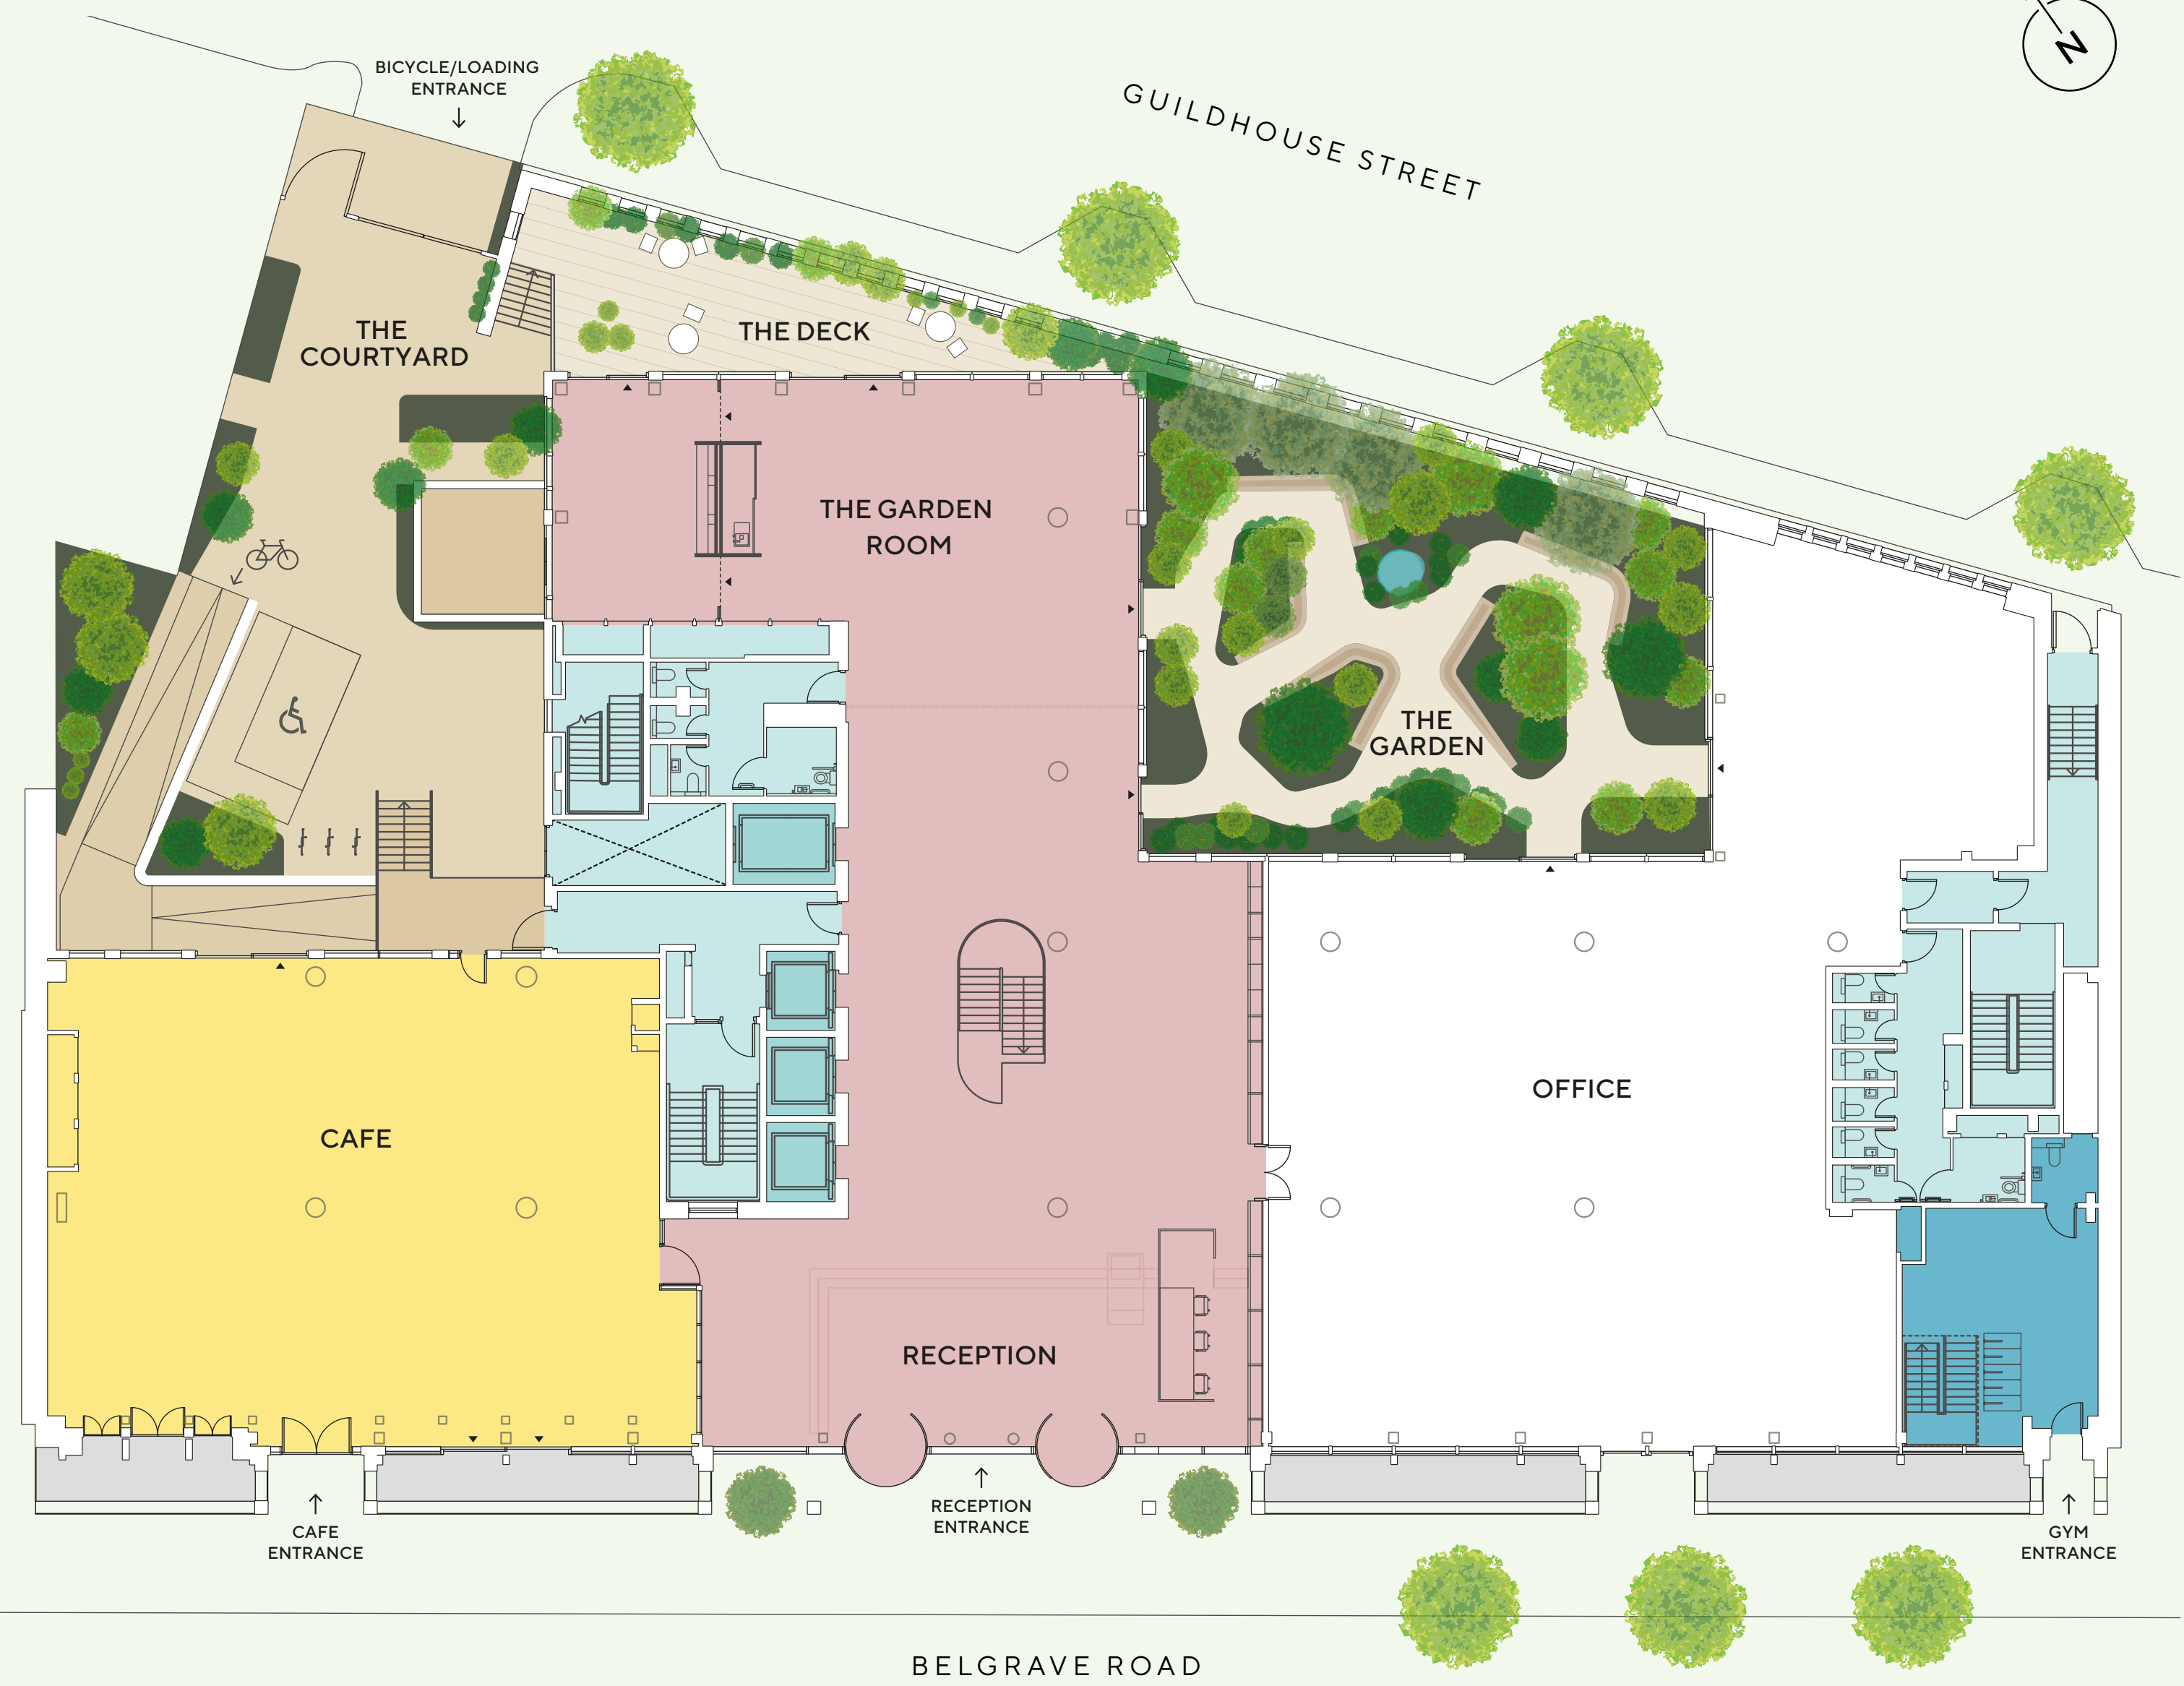 N
BICYCLE/LOADING
ENTRANCE
GUILDHOUSE STREET
THE
COURTYARD
THE DECK
THE GARDEN
ROOM
THE
GARDEN
OFFICE
CAFE
RECEPTION
CAFE
ENTRANCE
RECEPTION
ENTRANCE
GYM
ENTRANCE
BELGRAVE ROAD